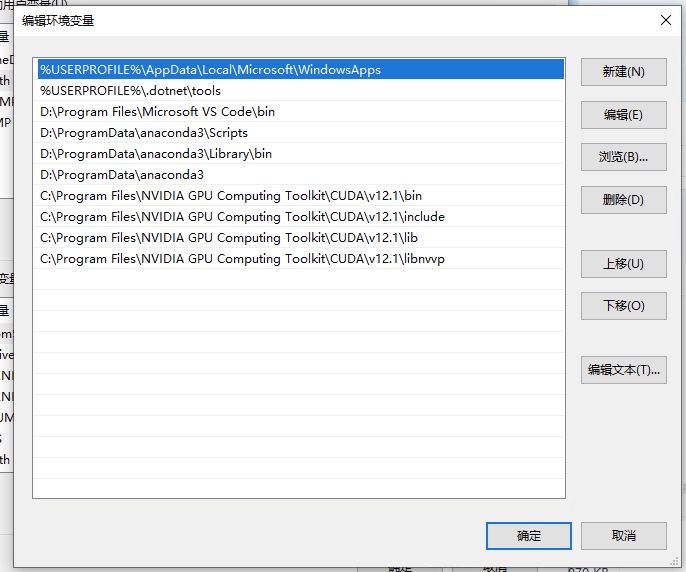 编辑环境变量
%USERPROFILE%\AppData\Local\Microsoft\WindowsApps
%USERPROFILE%\.dotnet\tools
D:\Program Files\Microsoft VS Code\bin
D:\ProgramData\anaconda3\Scripts
D:\ProgramData\anaconda3\Library\bin
D:\ProgramData\anaconda3
C:\Program Files\NVIDIA GPU Computing Toolkit\CUDA\v12.1\bin
C:\Program Files\NVIDIA GPU Computing Toolkit\CUDA\v12.1\include
C:\Program Files\NVIDIA GPU Computing Toolkit\CUDA\v12.1\lib
C:\Program Files\NVIDIA GPU Computing Toolkit\CUDA\v12.1\libnvvp
新建(N)
编辑(E)
浏览(B)...
删除(D)
上移(U)
下移(O)
编辑文本(T)...
确定
取消